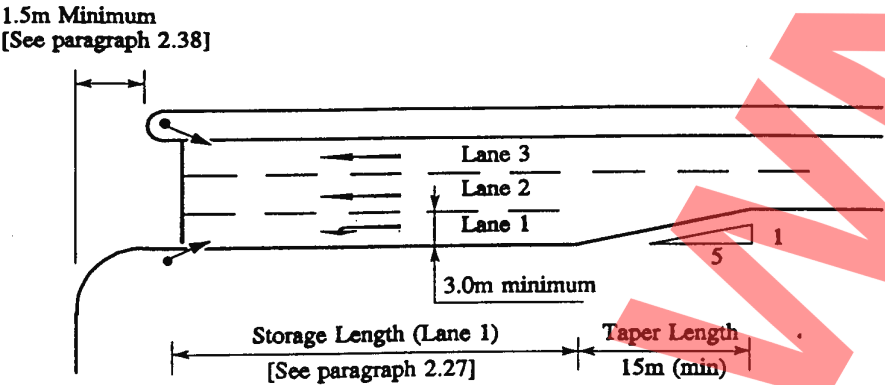 1.5m Minimum
[See paragraph 2.38]
Lane 3
Lane 2
Lane 1
1
5
3.0m minimum
Storage Length (Lane 1)
Taper Length
[See paragraph 2.27]
15m (min)